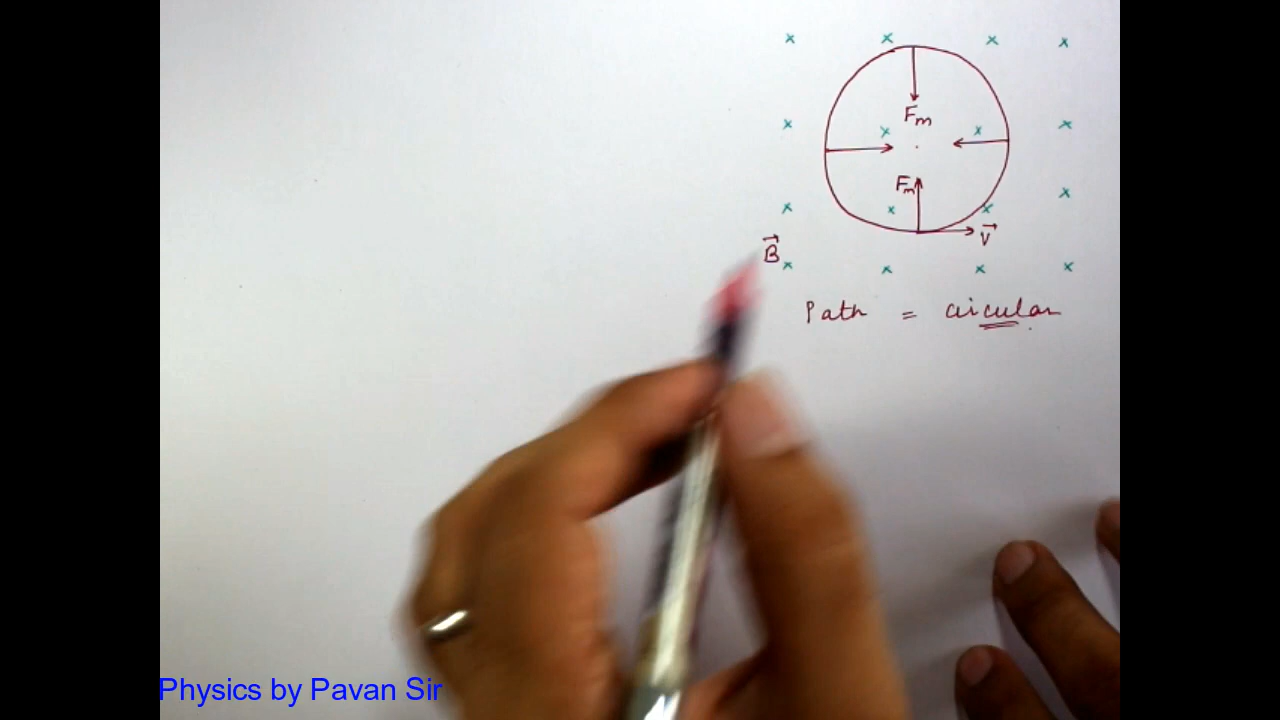 × × × ×
Fm
× × × ×
Fm
× × × ×
B⃗ V⃗
× × × ×
Path = circular
Physics by Pavan Sir